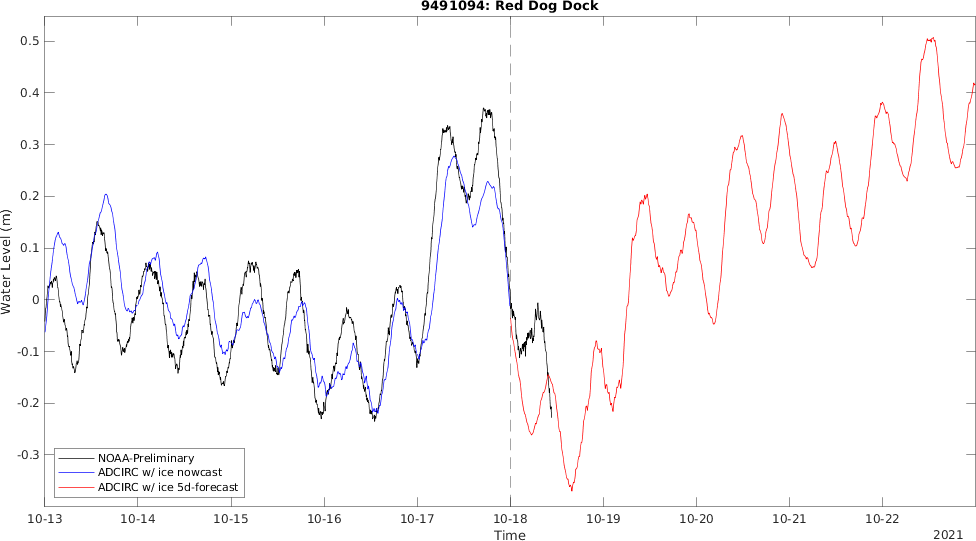 9491094: Red Dog Dock
Water Level (m)
0.5
0.4
0.3
0.2
0.1
0
-0.1
-0.2
-0.3
NOAA-Preliminary
ADCIRC w/ ice nowcast
ADCIRC w/ ice 5d-forecast
10-13 10-14 10-15 10-16 10-17 10-18 10-19 10-20 10-21 10-22
Time
2021